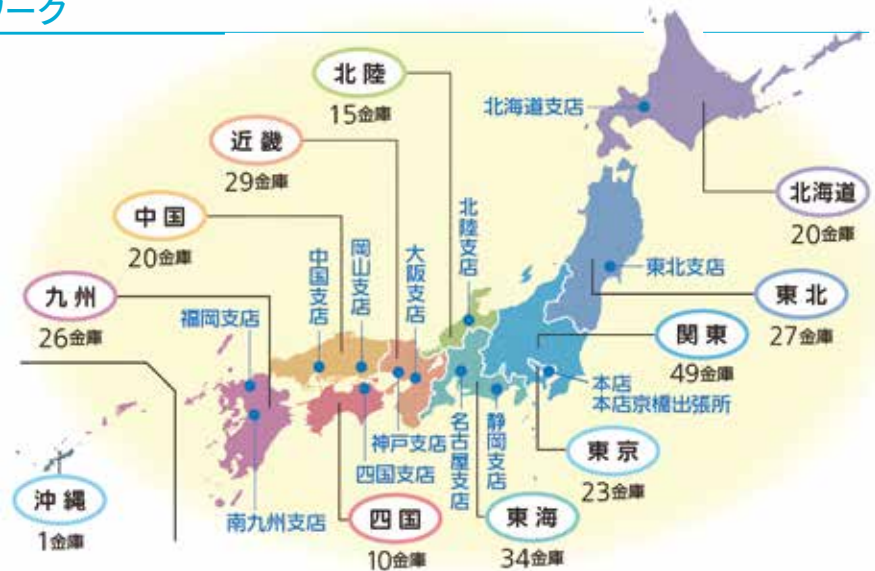 ワーク
北陸
15金庫
近畿
29金庫
中国
20金庫
九州
26金庫
北海道支店
北海道
20金庫
東北支店
東北
27金庫
関東
49金庫
本店
本店京橋出張所
東京
23金庫
北陸支店
大阪支店
岡山支店
中国支店
福岡支店
神戸支店
四国支店
名古屋支店
静岡支店
南九州支店
沖縄
1金庫
四国
10金庫
東海
34金庫